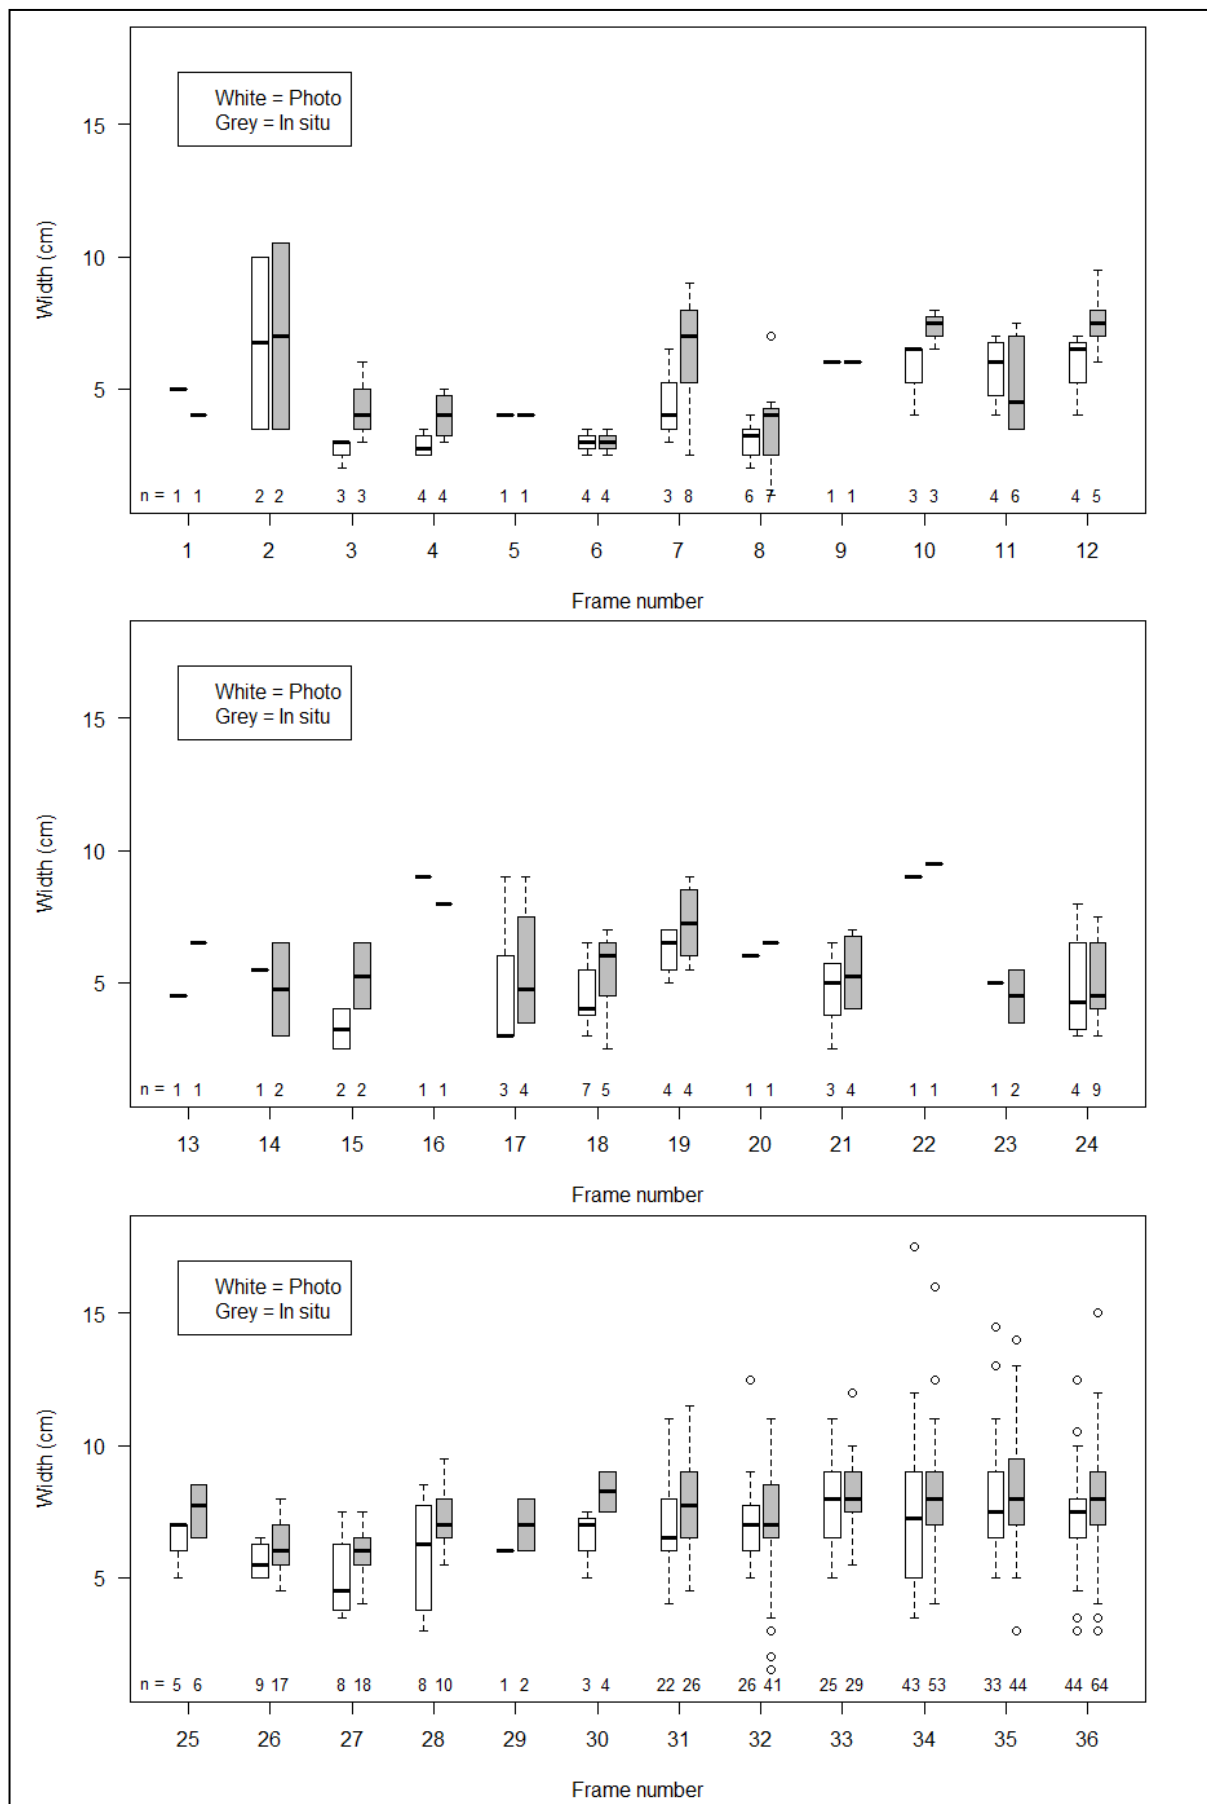 White = Photo
Grey = In situ
15
10
5
Width (cm)
n = 1 1 2 2 3 3 4 4 1 1 4 4 3 8 6 7 1 1 3 3 4 6 4 5
1 2 3 4 5 6 7 8 9 10 11 12
Frame number
White = Photo
Grey = In situ
15
10
5
Width (cm)
n = 1 1 1 2 2 2 1 1 3 4 7 5 4 4 1 1 3 4 1 1 1 2 4 9
13 14 15 16 17 18 19 20 21 22 23 24
Frame number
White = Photo
Grey = In situ
15
10
5
Width (cm)
n = 5 6 9 17 8 18 8 10 1 2 3 4 22 26 26 41 25 29 43 53 33 44 44 64
25 26 27 28 29 30 31 32 33 34 35 36
Frame number